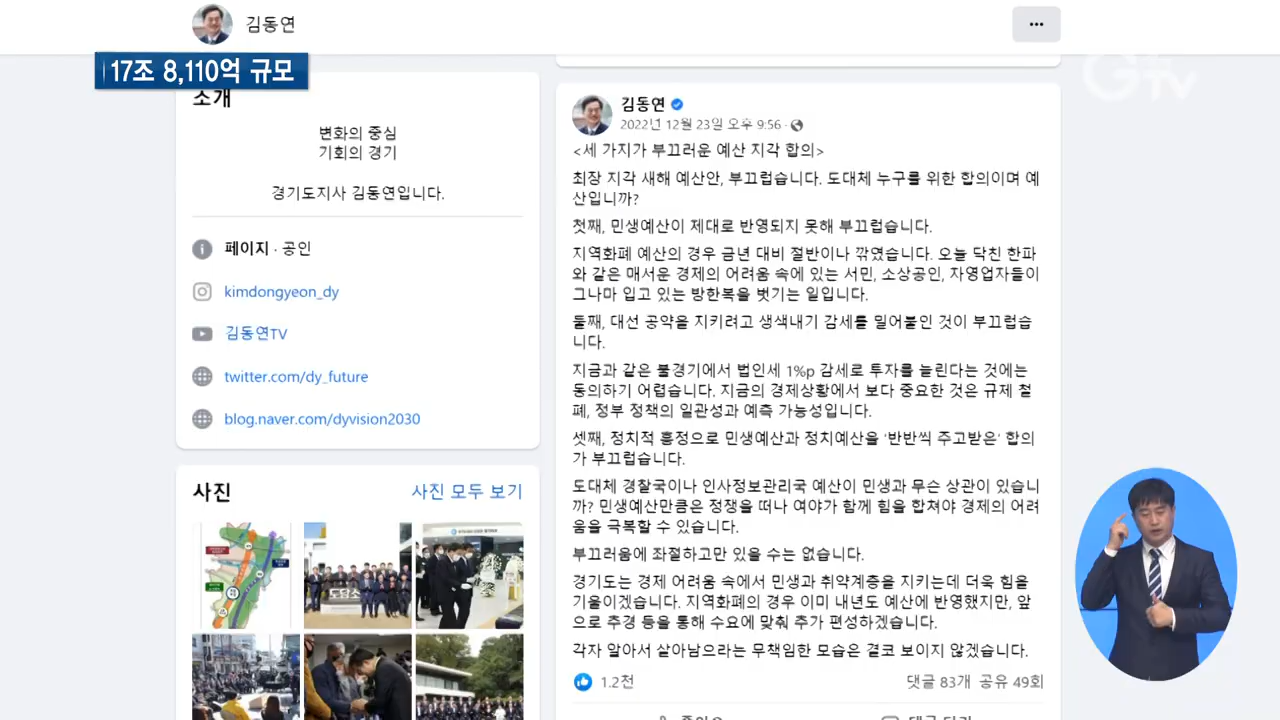 김동연
···
17조 8,110억 규모
GTV
소개
변화의 중심
기회의 경기
경기도지사 김동연입니다.
페이지 · 공인
kimdongyeon_dy
김동연TV
twitter.com/dy_future
blog.naver.com/dyvision2030
사진
사진 모두 보기
도담소
김동연
2022년 12월 23일 오후 9:56 ·
<세 가지가 부끄러운 예산 지각 합의>
최장 지각 새해 예산안, 부끄럽습니다. 도대체 누구를 위한 합의이며 예
산입니까?
첫째, 민생예산이 제대로 반영되지 못해 부끄럽습니다.
지역화폐 예산의 경우 금년 대비 절반이나 깎였습니다. 오늘 닥친 한파
와 같은 매서운 경제의 어려움 속에 있는 서민, 소상공인, 자영업자들이
그나마 입고 있는 방한복을 벗기는 일입니다.
둘째, 대선 공약을 지키려고 생색내기 감세를 밀어붙인 것이 부끄럽습
니다.
지금과 같은 불경기에서 법인세 1%p 감세로 투자를 늘린다는 것에는
동의하기 어렵습니다. 지금의 경제상황에서 보다 중요한 것은 규제 철
폐, 정부 정책의 일관성과 예측 가능성입니다.
셋째, 정치적 흥정으로 민생예산과 정치예산을 '반반씩 주고받은' 합의
가 부끄럽습니다.
도대체 경찰국이나 인사정보관리국 예산이 민생과 무슨 상관이 있습니
까? 민생예산만큼은 정쟁을 떠나 여야가 함께 힘을 합쳐야 경제의 어려
움을 극복할 수 있습니다.
부끄러움에 좌절하고만 있을 수는 없습니다.
경기도는 경제 어려움 속에서 민생과 취약계층을 지키는데 더욱 힘을
기울이겠습니다. 지역화폐의 경우 이미 내년도 예산에 반영했지만, 앞
으로 추경 등을 통해 수요에 맞춰 추가 편성하겠습니다.
각자 알아서 살아남으라는 무책임한 모습은 결코 보이지 않겠습니다.
1.2천
댓글 83개 공유 49회